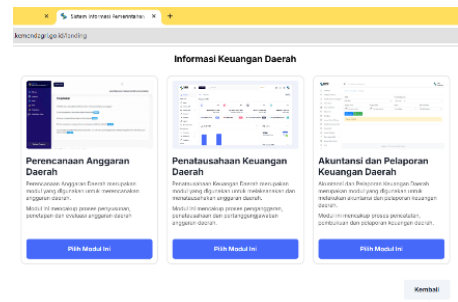 Sistem Informasi Pemerintahan
kemendagri.go.id/landing
Informasi Keuangan Daerah
Perencanaan Anggaran
Daerah
Perencanaan Anggaran Daerah merupakan
modul yang digunakan untuk merencanakan
anggaran daerah.
Modul ini mencakup proses penyusunan,
penetapan dan evaluasi anggaran daerah
Pilih Modul Ini
Penatausahaan Keuangan
Daerah
Penatausahaan Keuangan Daerah merupakan
modul yang digunakan untuk melaksanakan dan
menatausahakan anggaran daerah.
Modul ini mencakup proses penganggaran,
penatausahaan dan pertanggungjawaban
anggaran daerah.
Pilih Modul Ini
Akuntansi dan Pelaporan
Keuangan Daerah
Akuntansi dan Pelaporan Keuangan Daerah
merupakan modul yang digunakan untuk
melakukan akuntansi dan pelaporan keuangan
daerah.
Modul ini mencakup proses pencatatan,
pembukuan dan pelaporan keuangan daerah.
Pilih Modul Ini
Kembali